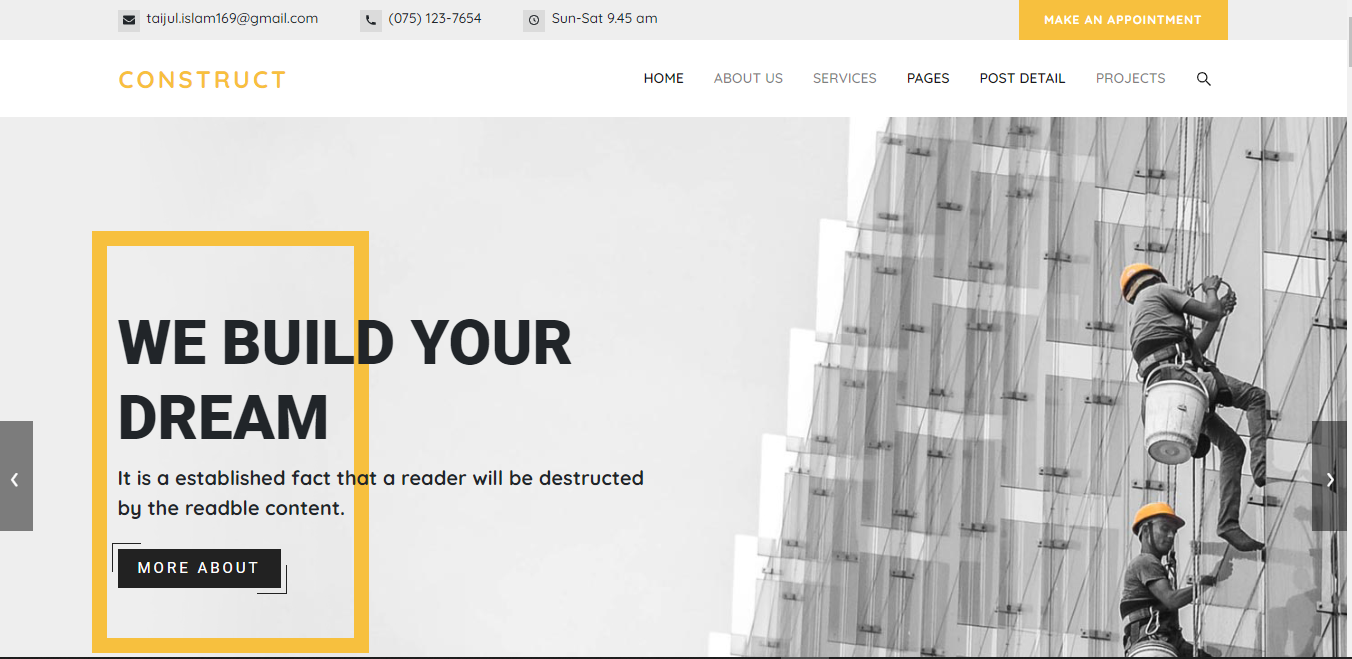 taijul.islam169@gmail.com (075) 123-7654 Sun-Sat 9.45 am MAKE AN APPOINTMENT
CONSTRUCT HOME ABOUT US SERVICES PAGES POST DETAIL PROJECTS
WE BUILD YOUR
DREAM
It is a established fact that a reader will be destructed
by the readble content.
MORE ABOUT